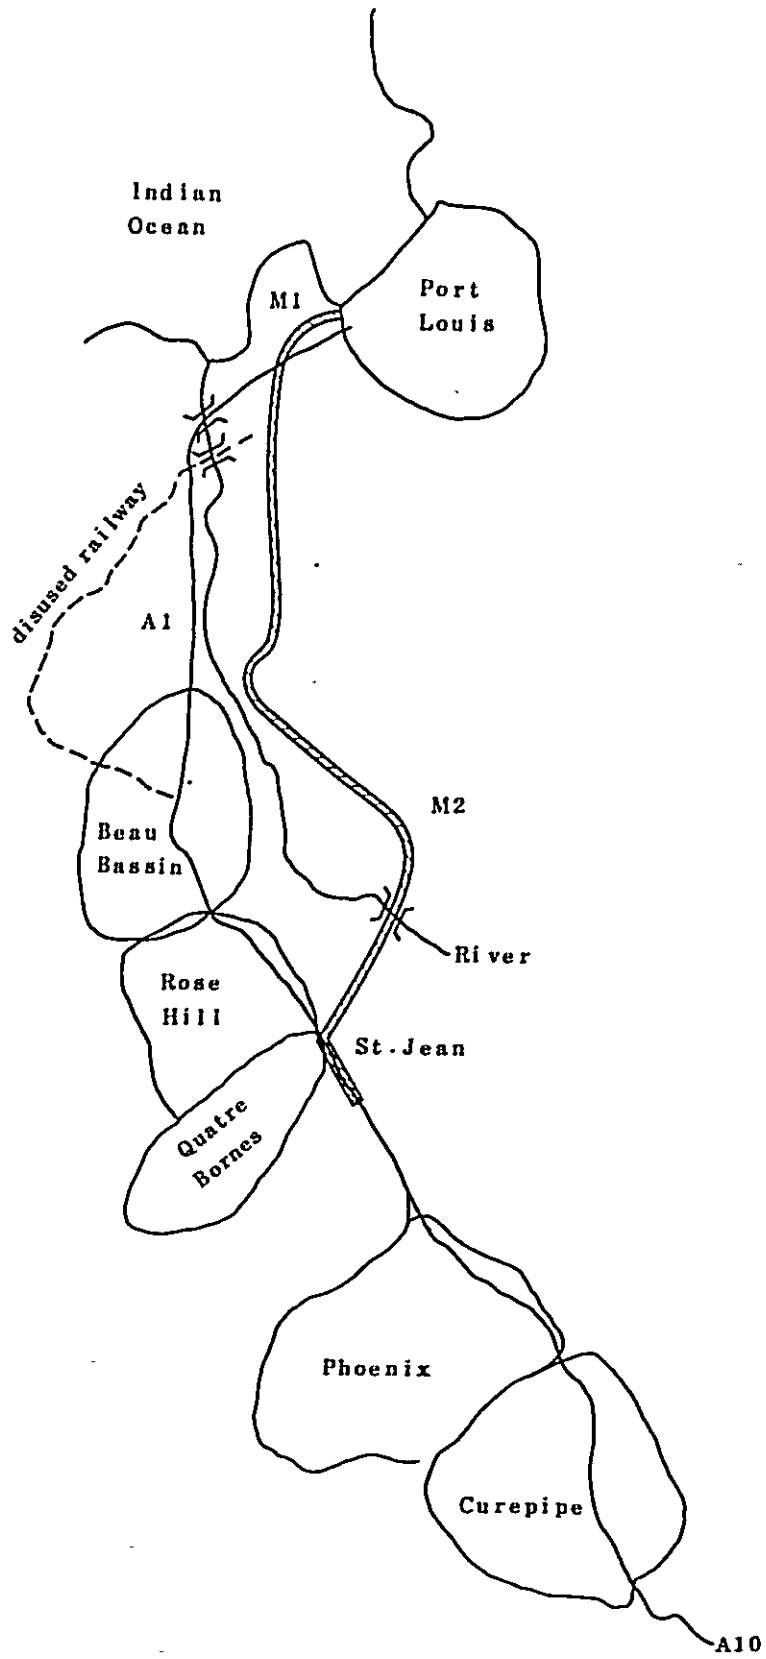 Indian
Ocean
Port
Louis
M1
disused railway
A1
M2
Beau
Bassin
River
Rose
Hill
St.Jean
Quatre
Bornes
Phoenix
Curepipe
A10